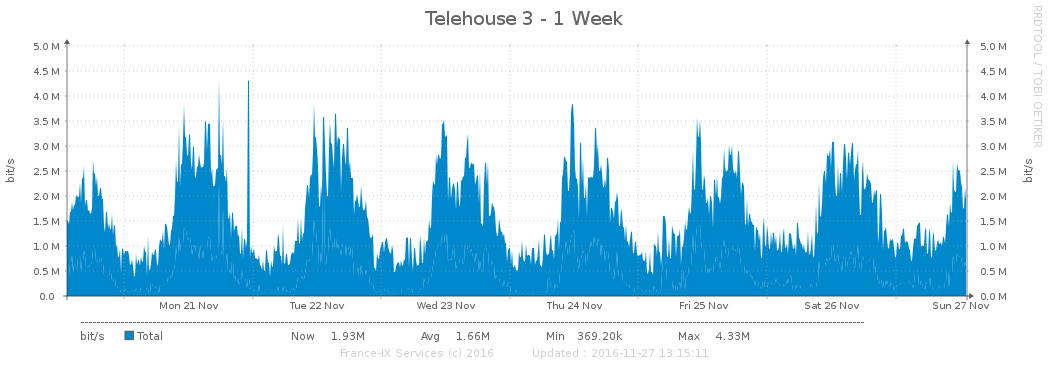 Telehouse 3 - 1 Week
RRDTOOL / TOBI OETIKER
bit/s
5.0 M
4.5 M
4.0 M
3.5 M
3.0 M
2.5 M
2.0 M
1.5 M
1.0 M
0.5 M
0.0
5.0 M
4.5 M
4.0 M
3.5 M
3.0 M
2.5 M
2.0 M
1.5 M
1.0 M
0.5 M
0.0 M
bit/s
Mon 21 Nov Tue 22 Nov Wed 23 Nov Thu 24 Nov Fri 25 Nov Sat 26 Nov Sun 27 Nov
bit/s Total Now 1.93M Avg 1.66M Min 369.20k Max 4.33M
France-IX Services (c) 2016 Updated : 2016-11-27 13:15:11